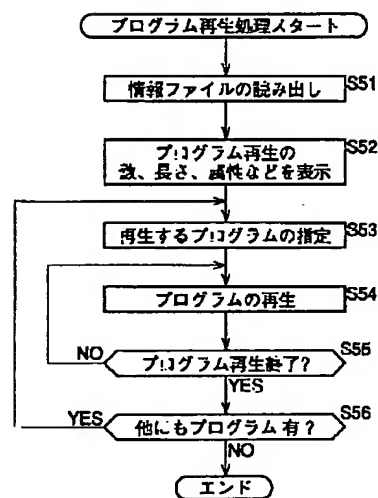 プログラム再生処理スタート
情報ファイルの読み出し
S51
プログラム再生の
数、長さ、属性などを表示
S52
再生するプログラムの指定
S53
プログラムの再生
S54
プログラム再生終了?
S55
NO
YES
他にもプログラム有?
S56
YES
NO
エンド